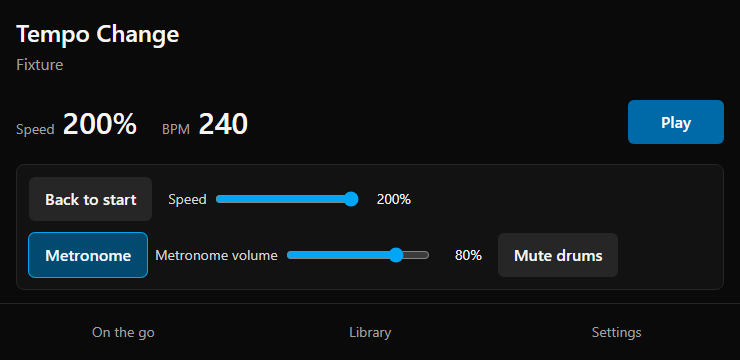 Tempo Change
Fixture
Speed 200% BPM 240 Play
Back to start Speed 200%
Metronome Metronome volume 80% Mute drums
On the go Library Settings